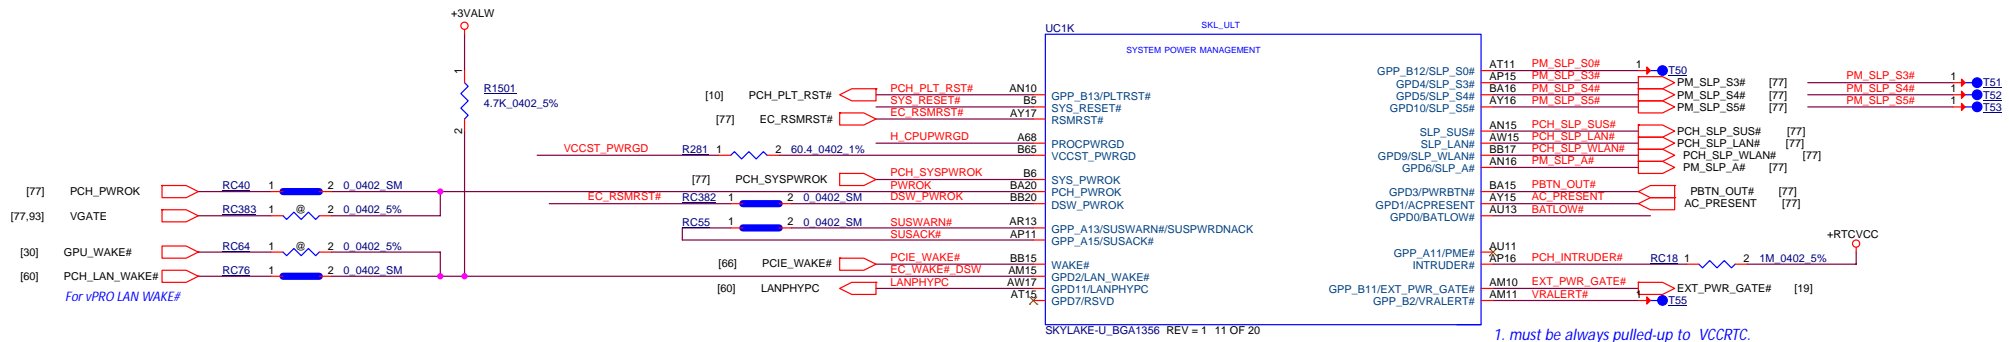 +3VALW
UC1K SKL_ULT
SYSTEM POWER MANAGEMENT
1 R1501 2
4.7K_0402_5%
[10] PCH_PLT_RST# PCH_PLT_RST# AN10 GPP_B13/PLTRST#
SYS_RESET# B5 SYS_RESET#
[77] EC_RSMRST# EC_RSMRST# AY17 RSMRST#
H_CPUPWRGD A68 PROCPWRGD
VCCST_PWRGD R281 1 2 60.4_0402_1% B65 VCCST_PWRGD
[77] PCH_SYSPWROK PCH_SYSPWROK B6 SYS_PWROK
[77] PCH_PWROK RC40 1 2 0_0402_SM PWROK BA20 PCH_PWROK
EC_RSMRST# RC382 1 2 0_0402_SM DSW_PWROK BB20 DSW_PWROK
[77,93] VGATE RC383 1 @ 2 0_0402_5%
RC55 1 2 0_0402_SM SUSWARN# AR13 GPP_A13/SUSWARN#/SUSPWRDNACK
SUSACK# AP11 GPP_A15/SUSACK#
[30] GPU_WAKE# RC64 1 @ 2 0_0402_5%
[66] PCIE_WAKE# PCIE_WAKE# BB15 WAKE#
[60] PCH_LAN_WAKE# RC76 1 2 0_0402_SM EC_WAKE#_DSW AM15 GPD2/LAN_WAKE#
[60] LANPHYPC LANPHYPC AW17 GPD11/LANPHYPC
AT15 GPD7/RSVD
For vPRO LAN WAKE#
GPP_B12/SLP_S0# AT11 PM_SLP_S0# 1 T50
GPD4/SLP_S3# AP15 PM_SLP_S3# PM_SLP_S3# [77] PM_SLP_S3# 1 T51
GPD5/SLP_S4# BA16 PM_SLP_S4# PM_SLP_S4# [77] PM_SLP_S4# 1 T52
GPD10/SLP_S5# AY16 PM_SLP_S5# PM_SLP_S5# [77] PM_SLP_S5# 1 T53
SLP_SUS# AN15 PCH_SLP_SUS# PCH_SLP_SUS# [77]
SLP_LAN# AW15 PCH_SLP_LAN# PCH_SLP_LAN# [77]
GPD9/SLP_WLAN# BB17 PCH_SLP_WLAN# PCH_SLP_WLAN# [77]
GPD6/SLP_A# AN16 PM_SLP_A# PM_SLP_A# [77]
GPD3/PWRBTN# BA15 PBTN_OUT# PBTN_OUT# [77]
GPD1/ACPRESENT AY15 AC_PRESENT AC_PRESENT [77]
GPD0/BATLOW# AU13 BATLOW#
+RTCVCC
GPP_A11/PME# AU11
INTRUDER# AP16 PCH_INTRUDER# RC18 1 2 1M_0402_5%
GPP_B11/EXT_PWR_GATE# AM10 EXT_PWR_GATE# EXT_PWR_GATE# [19]
GPP_B2/VRALERT# AM11 VRALERT# 1 T55
SKYLAKE-U_BGA1356 REV = 1 11 OF 20
1. must be always pulled-up to VCCRTC.